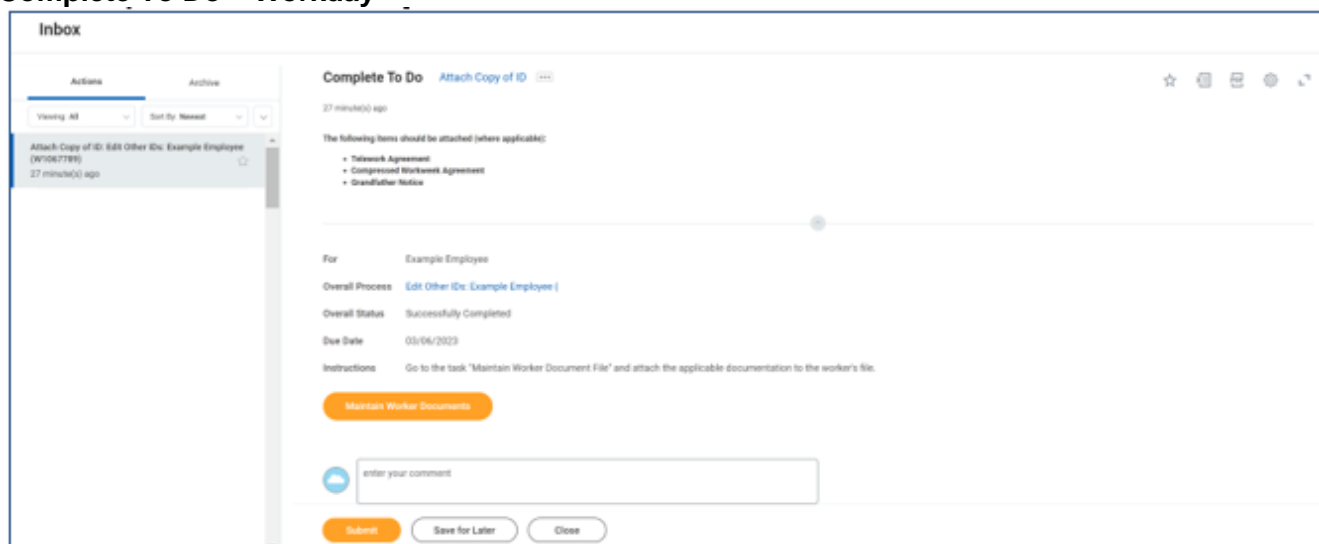 Complete To Do - Workday
Inbox
Actions Archive
Viewing: All Sort By: Newest
Attach Copy of ID: Edit Other IDs: Example Employee
(W1067789)
27 minute(s) ago
Complete To Do Attach Copy of ID
27 minute(s) ago
The following items should be attached (where applicable):
• Telework Agreement
• Compressed Workweek Agreement
• Grandfather Notice
For Example Employee
Overall Process Edit Other IDs: Example Employee (
Overall Status Successfully Completed
Due Date 03/06/2023
Instructions Go to the task "Maintain Worker Document File" and attach the applicable documentation to the worker's file.
Maintain Worker Documents
enter your comment
Submit Save for Later Close